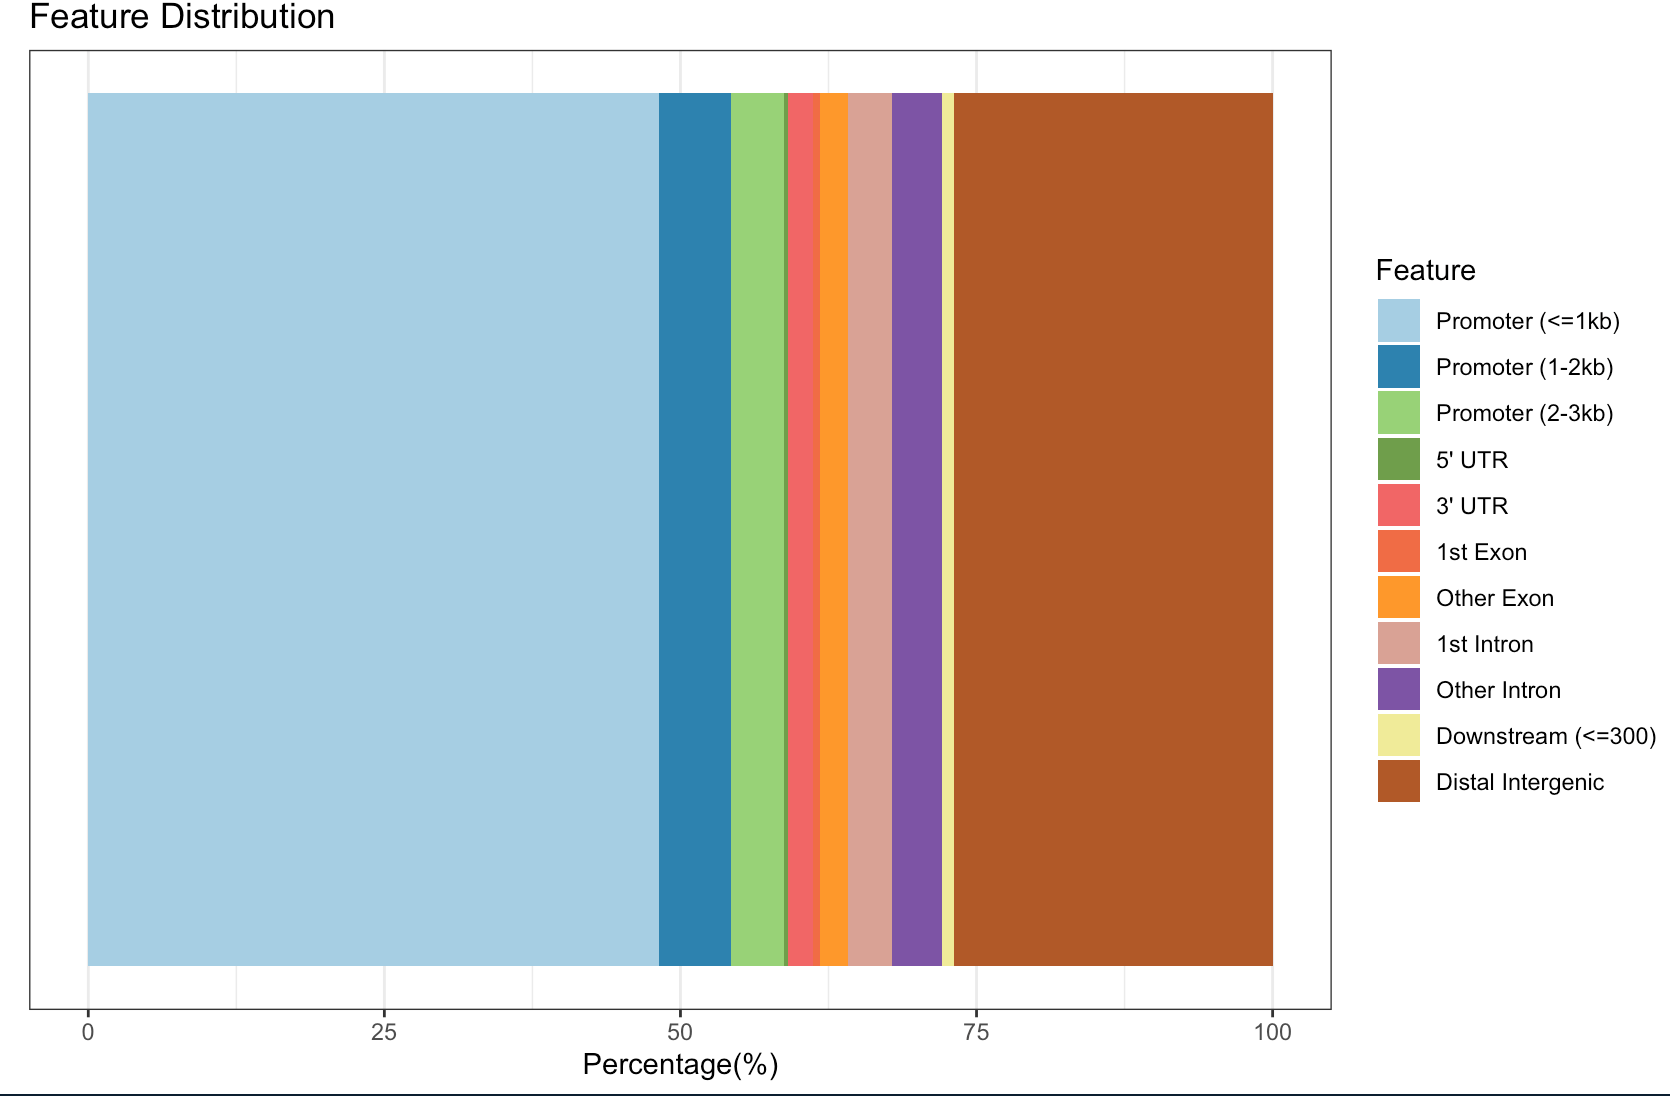 Feature Distribution
Feature
Promoter (<=1kb)
Promoter (1-2kb)
Promoter (2-3kb)
5' UTR
3' UTR
1st Exon
Other Exon
1st Intron
Other Intron
Downstream (<=300)
Distal Intergenic
0 25 50 75 100
Percentage(%)